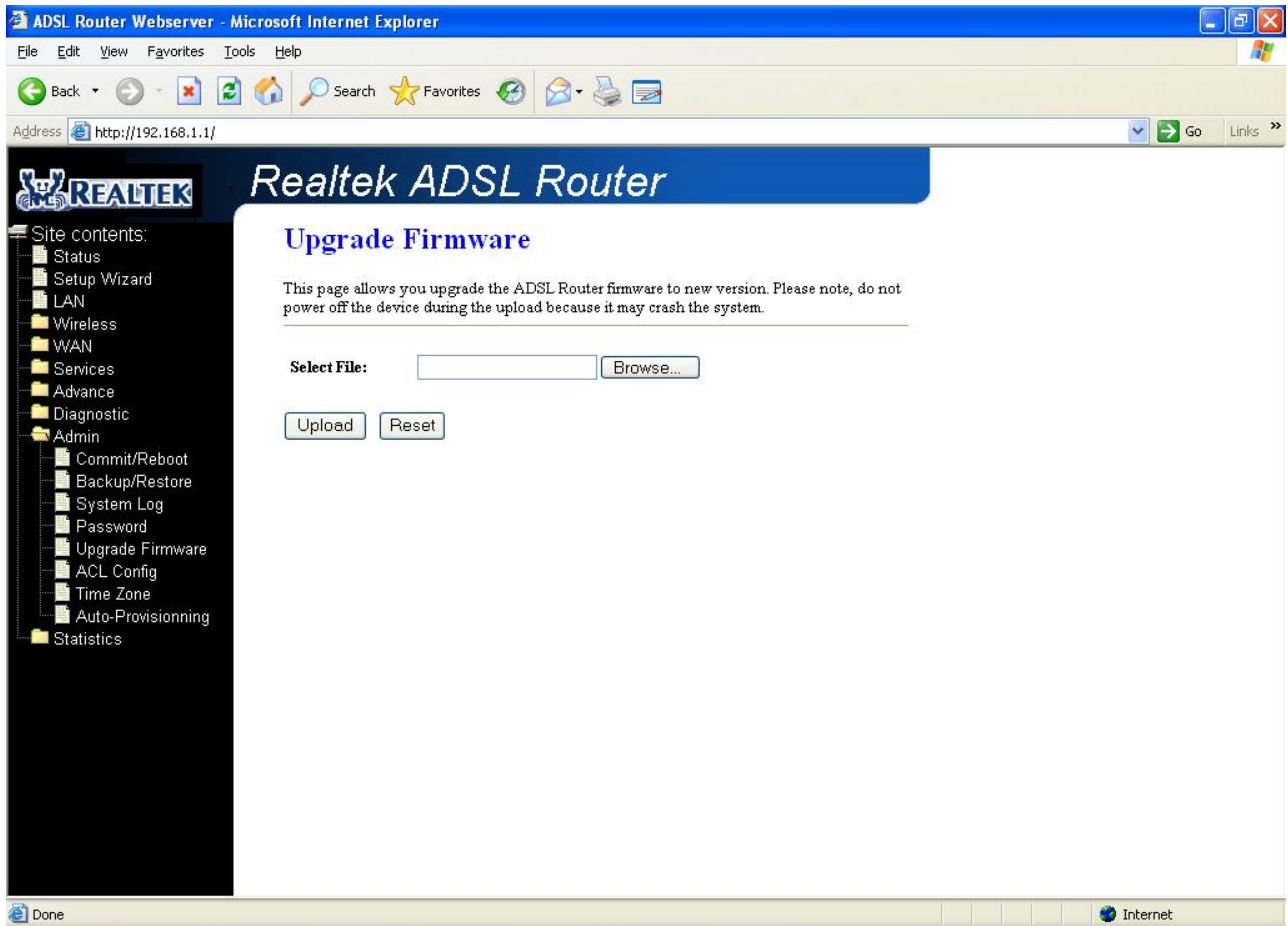 ADSL Router Webserver - Microsoft Internet Explorer
File Edit View Favorites Tools Help
Back Search Favorites
Address http://192.168.1.1/ Go Links »
REALTEK
Realtek ADSL Router
Site contents:
Status
Setup Wizard
LAN
Wireless
WAN
Services
Advance
Diagnostic
Admin
Commit/Reboot
Backup/Restore
System Log
Password
Upgrade Firmware
ACL Config
Time Zone
Auto-Provisionning
Statistics
Upgrade Firmware
This page allows you upgrade the ADSL Router firmware to new version. Please note, do not
power off the device during the upload because it may crash the system.
Select File: Browse...
Upload Reset
Done Internet